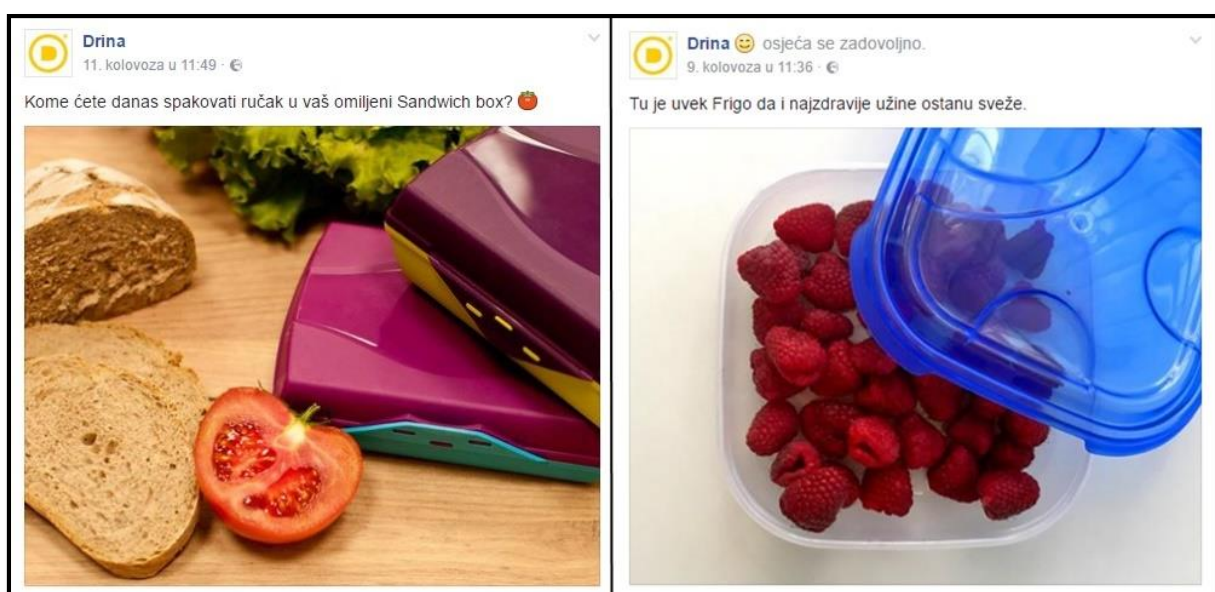 Drina
11. kolovoza u 11:49 ·
Kome ćete danas spakovati ručak u vaš omiljeni Sandwich box? 🍅
Drina 😊 osjeća se zadovoljno.
9. kolovoza u 11:36 ·
Tu je uvek Frigo da i najzdravije užine ostanu sveže.